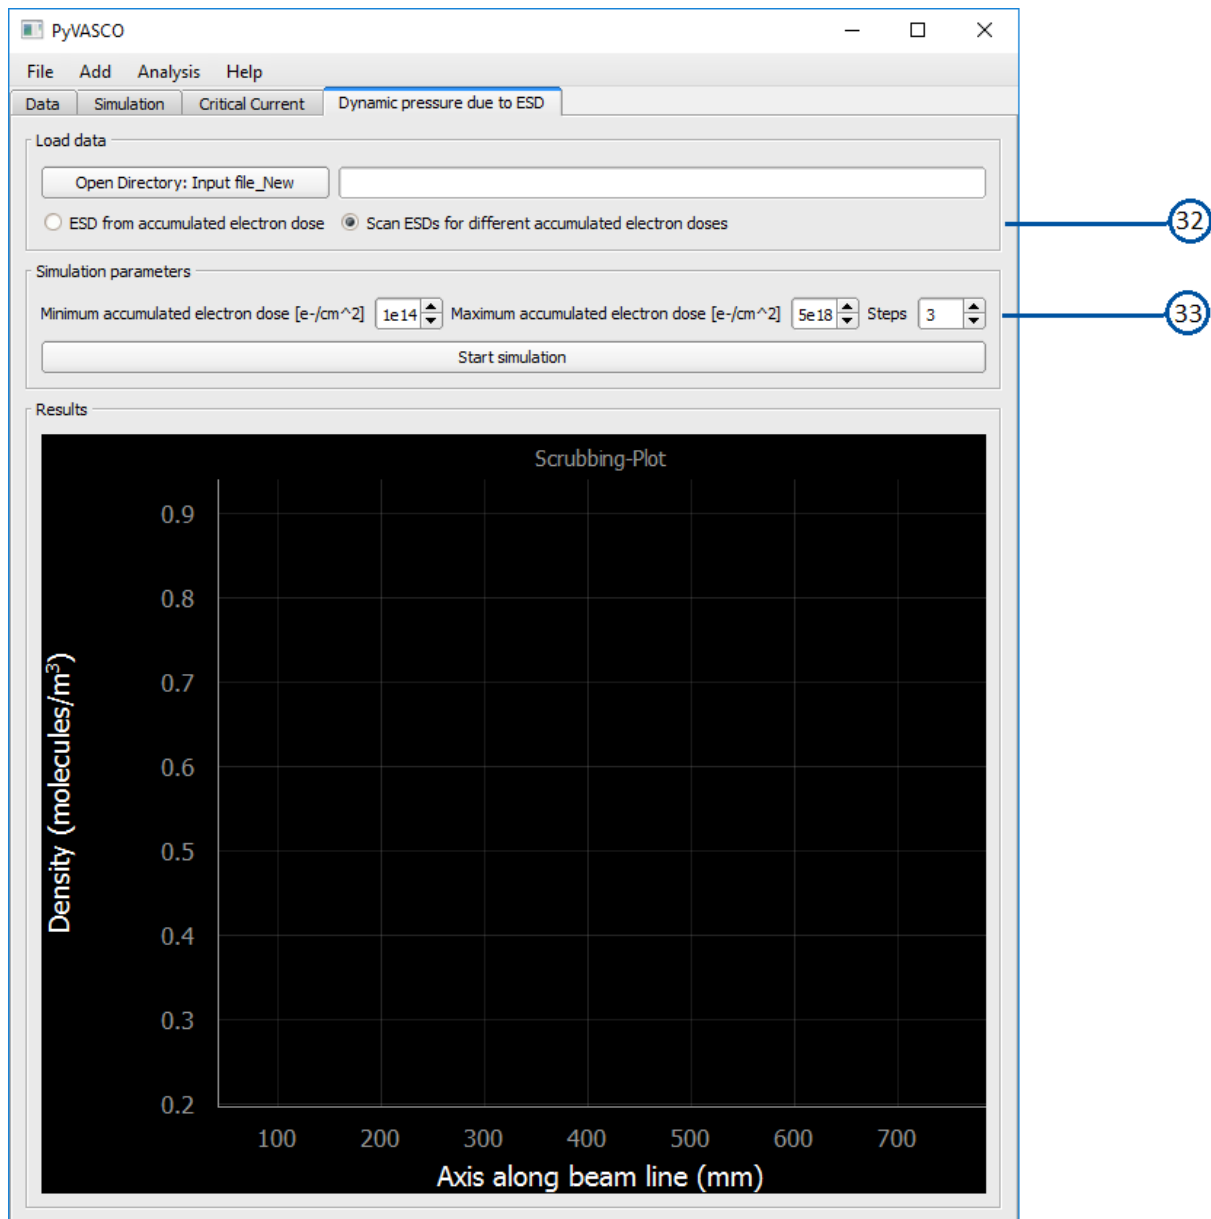 PyVASCO
File Add Analysis Help
Data Simulation Critical Current Dynamic pressure due to ESD
Load data
Open Directory: Input file_New
ESD from accumulated electron dose Scan ESDs for different accumulated electron doses
32
Simulation parameters
Minimum accumulated electron dose [e-/cm^2] 1e14 Maximum accumulated electron dose [e-/cm^2] 5e18 Steps 3
33
Start simulation
Results
Scrubbing-Plot
0.9
0.8
0.7
0.6
0.5
0.4
0.3
0.2
Density (molecules/m³)
100 200 300 400 500 600 700
Axis along beam line (mm)